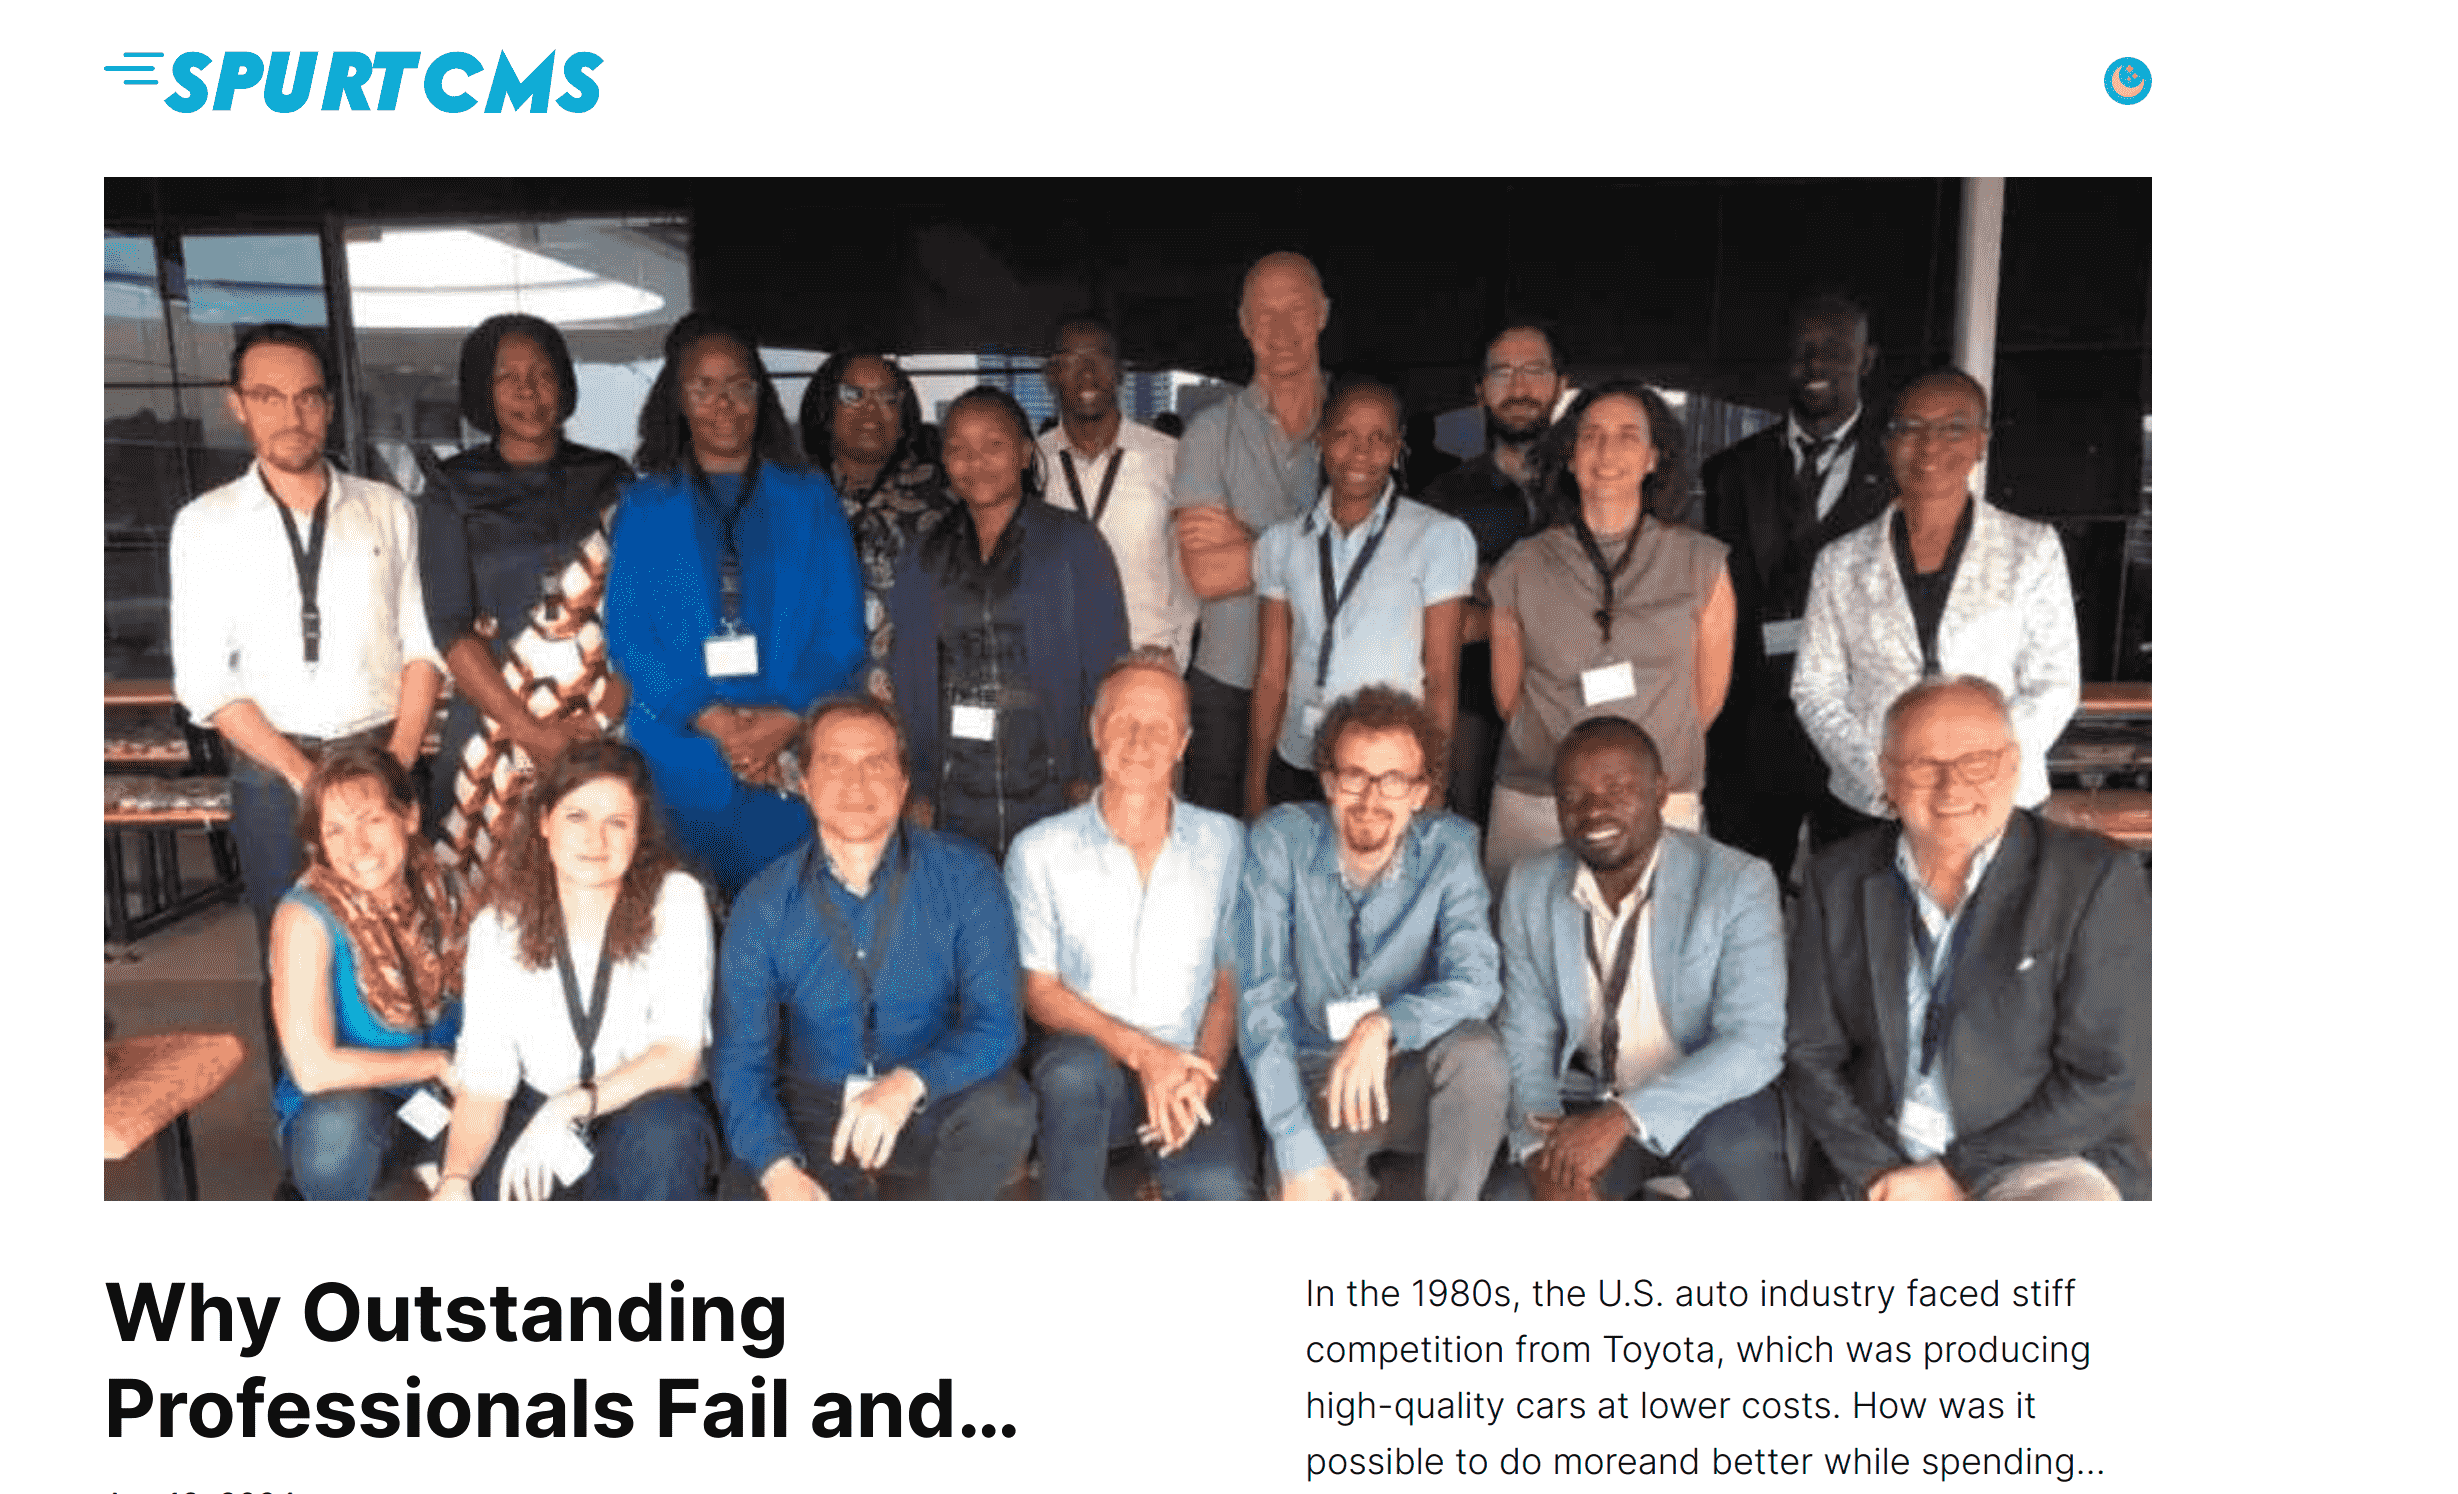 SPURTCMS
Why Outstanding
Professionals Fail and...
In the 1980s, the U.S. auto industry faced stiff
competition from Toyota, which was producing
high-quality cars at lower costs. How was it
possible to do moreand better while spending...